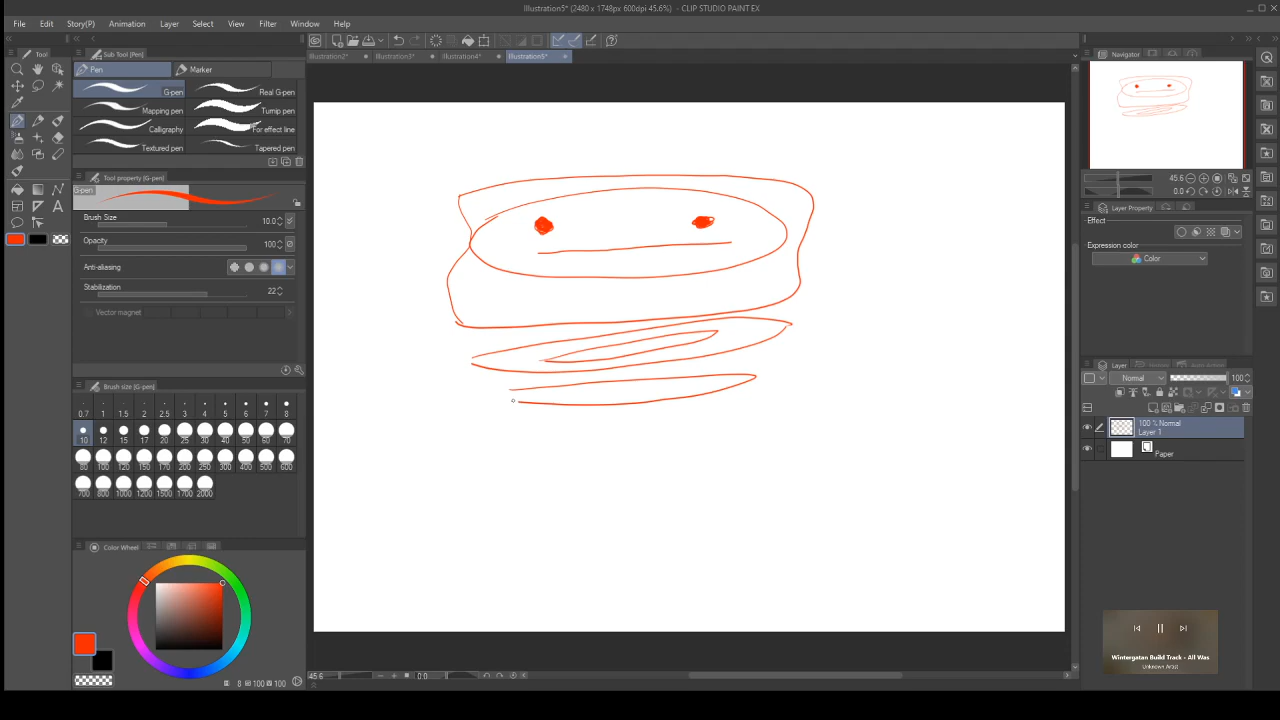 Illustration5* (2480 x 1748px 600dpi 45.6%) - CLIP STUDIO PAINT EX
File Edit View Story(P) Animation Layer Select View Filter Window Help
Tool
Sub Tool [Pen]
Illustration2* Illustration3* Illustration4* Illustration5*
Navigator
Pen Marker
G-pen Real G-pen
Mapping pen Turnip pen
Calligraphy For effect line
Textured pen Tapered pen
Tool property [G-pen]
G-pen
45.6
0.0
Brush Size 10.0
Layer Property
Opacity 100
Effect
Anti-aliasing
Expression color
Color
Stabilization 22
Vector magnet
Layer
Normal 100
Brush size [G-pen]
0.7 1 1.5 2 2.5 3 4 5 6 7 8
10 12 15 17 20 25 30 40 50 60 70
80 100 120 150 170 200 250 300 400 500 600
700 800 1000 1200 1500 1700 2000
100 % Normal
Layer 1
Paper
Color Wheel
Wintergatan Build Track - All Was
Unknown Artist
45.6 0.0
8 100 100